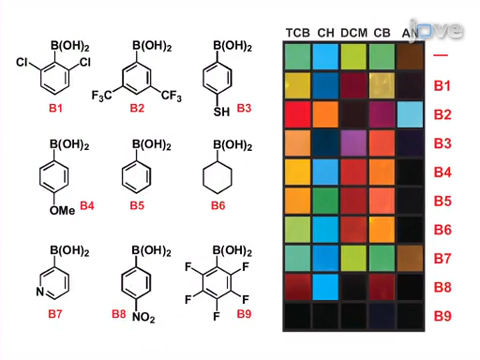 jove
TCB CH DCM CB AN
B(OH)₂ B(OH)₂ B(OH)₂
Cl Cl
F₃C CF₃
SH
B1 B2 B3
B(OH)₂ B(OH)₂ B(OH)₂
OMe
B4 B5 B6
B(OH)₂ B(OH)₂ B(OH)₂
N
NO₂
F F
F F
F
B7 B8 B9
—
B1
B2
B3
B4
B5
B6
B7
B8
B9